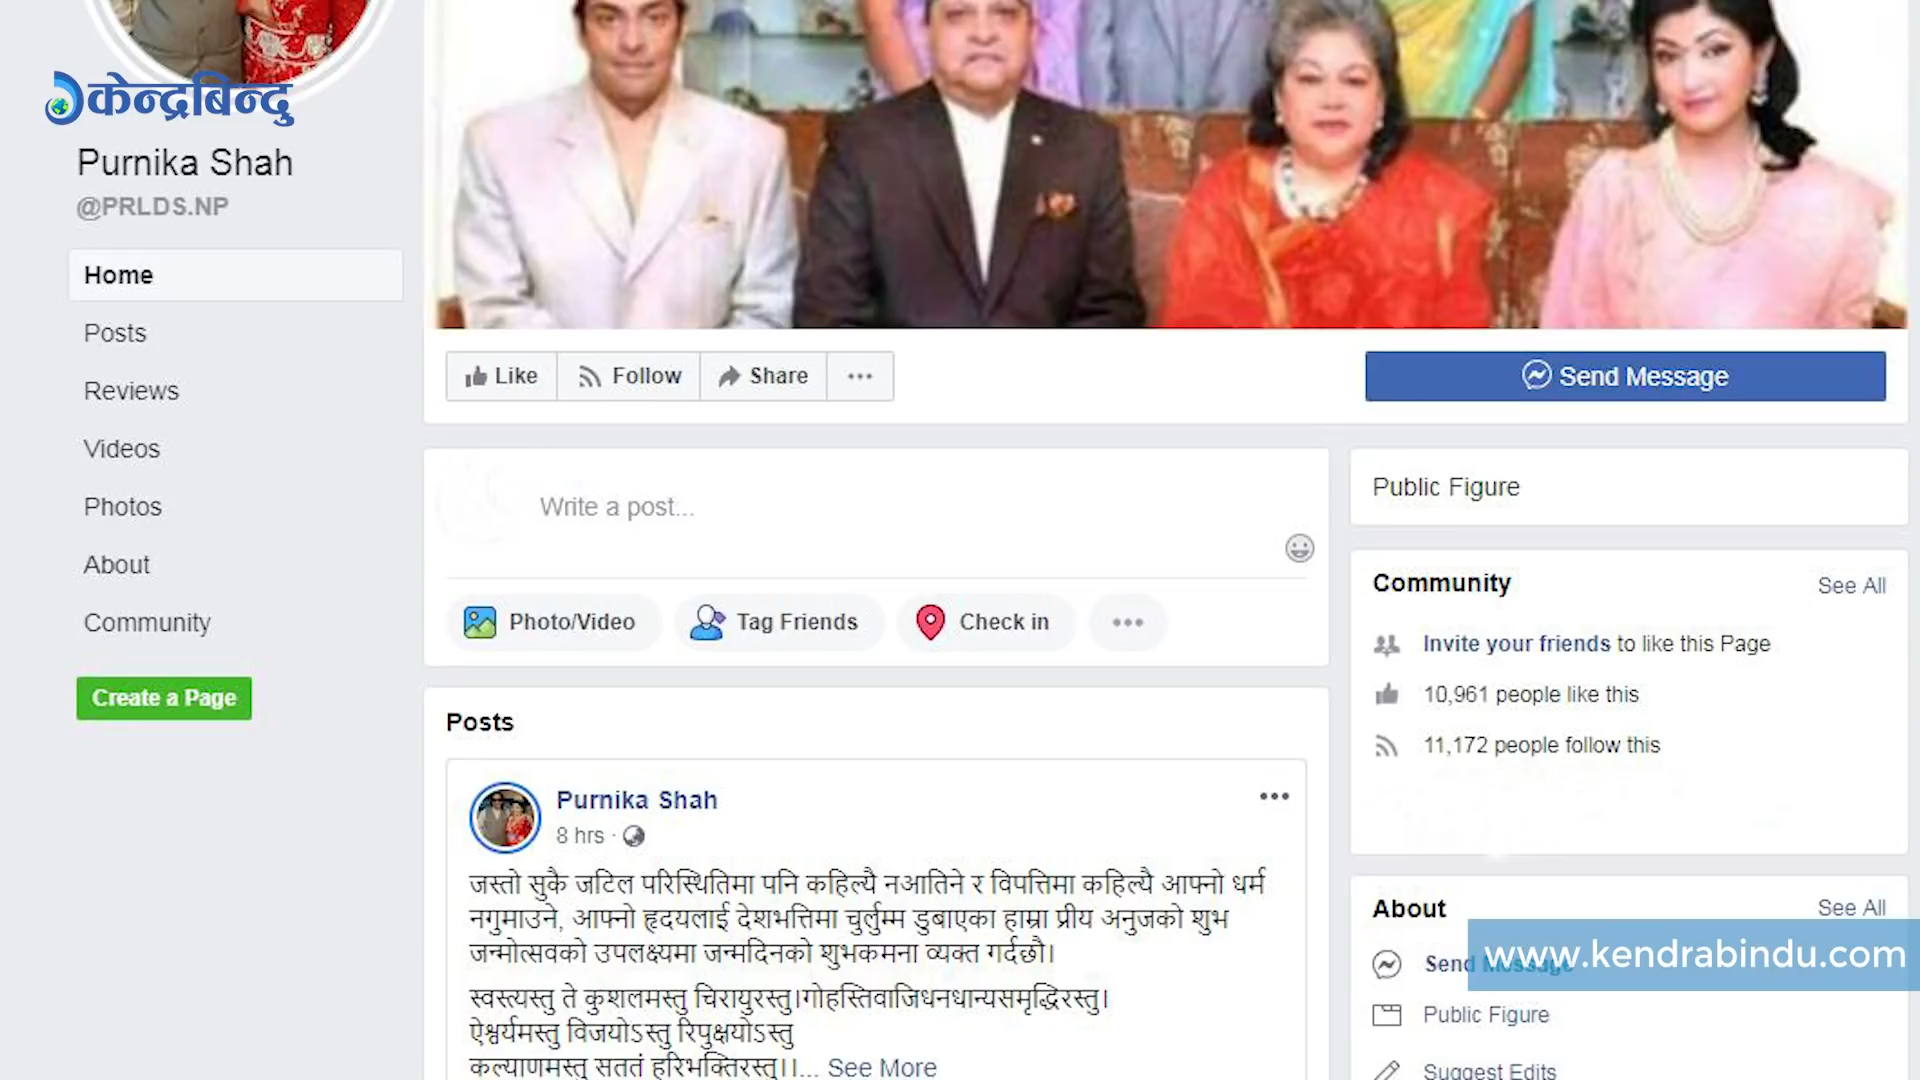 केन्द्रबिन्दु
Purnika Shah
@PRLDS.NP
Home
Posts
Reviews
Videos
Photos
About
Community
Create a Page
Like
Follow
Share
Send Message
Write a post...
Photo/Video
Tag Friends
Check in
Posts
Purnika Shah
8 hrs ·
जस्तो सुकै जटिल परिस्थितिमा पनि कहिल्यै नआतिने र विपत्तिमा कहिल्यै आफ्नो धर्म
नगुमाउने, आफ्नो हृदयलाई देशभत्तिमा चुर्लुम्म डुबाएका हाम्रा प्रीय अनुजको शुभ
जन्मोत्सवको उपलक्ष्यमा जन्मदिनको शुभकमना व्यक्त गर्दछौ।
स्वस्त्यस्तु ते कुशलमस्तु चिरायुरस्तु।गोहस्तिवाजिधनधान्यसमृद्धिरस्तु।
ऐश्वर्यमस्तु विजयोऽस्तु रिपुक्षयोऽस्तु
कल्याणमस्तु सततं हरिभक्तिरस्तु।।... See More
Public Figure
Community
See All
Invite your friends to like this Page
10,961 people like this
11,172 people follow this
About
See All
Send Message
www.kendrabindu.com
Public Figure
Suggest Edits